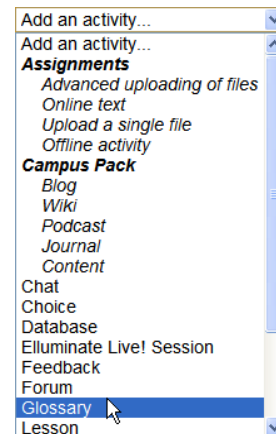 Add an activity...
Add an activity...
Assignments
Advanced uploading of files
Online text
Upload a single file
Offline activity
Campus Pack
Blog
Wiki
Podcast
Journal
Content
Chat
Choice
Database
Elluminate Live! Session
Feedback
Forum
Glossary
Lesson